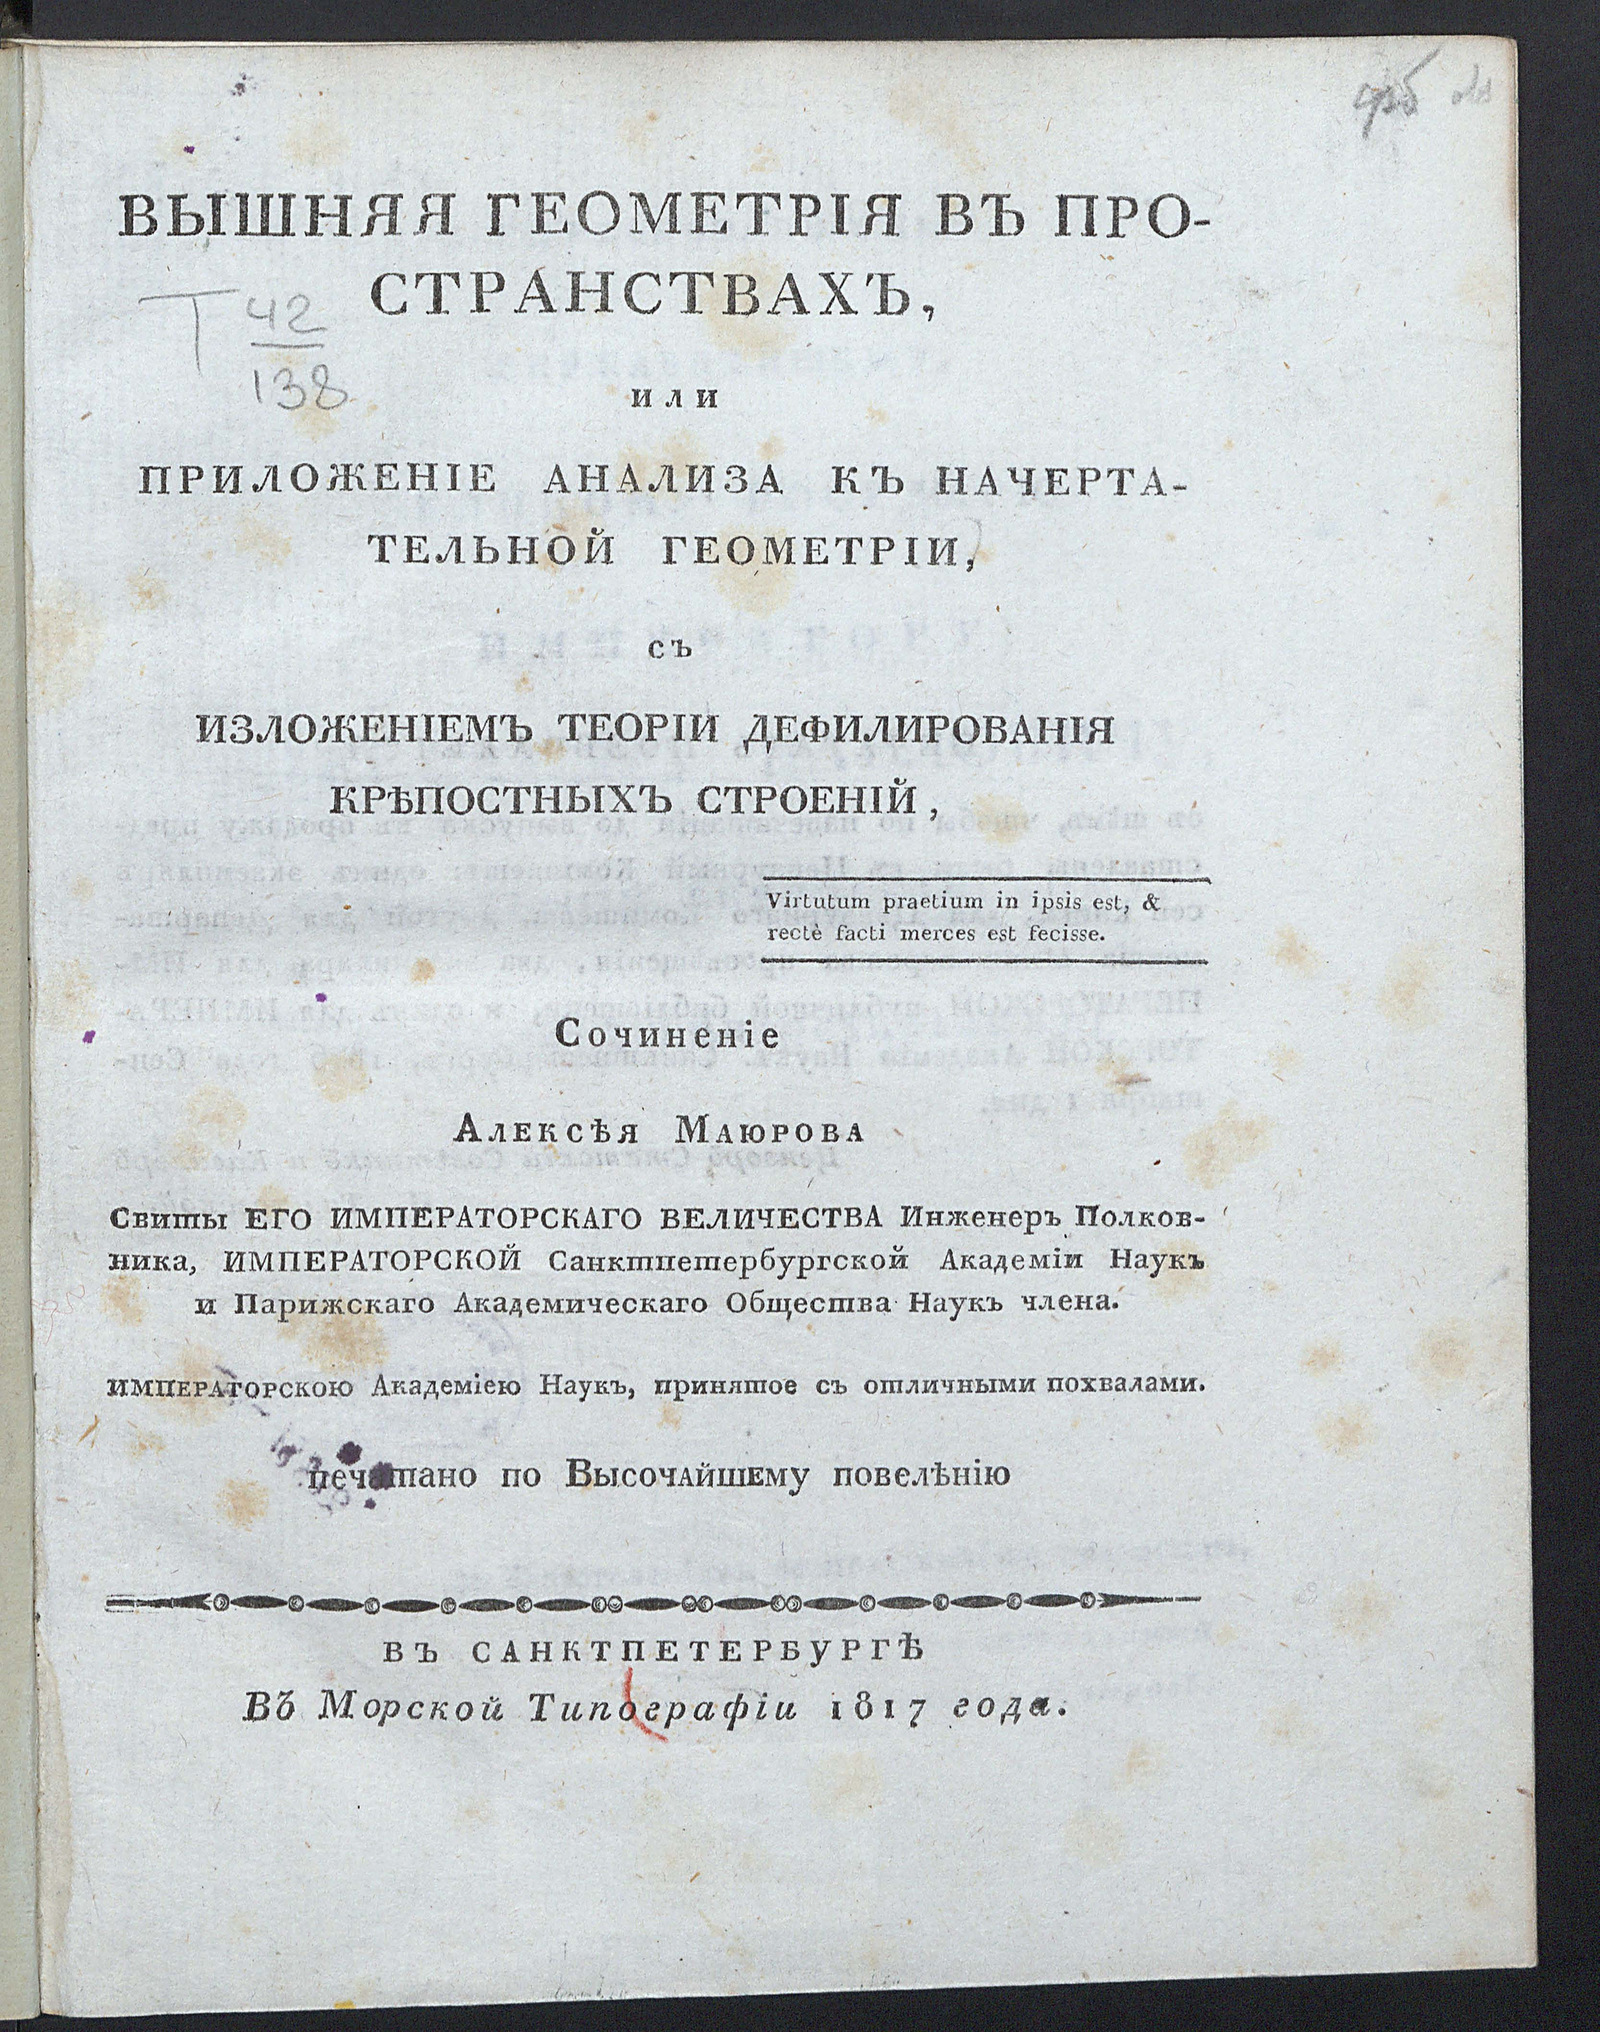 ВЫШНЯЯ ГЕОМЕТРІЯ ВЪ ПРО-
СТРАНСТВАХЪ,
Т 42
138
или
ПРИЛОЖЕНІЕ АНАЛИЗА КЪ НАЧЕРТА-
ТЕЛЬНОЙ ГЕОМЕТРІИ,
съ
ИЗЛОЖЕНІЕМЪ ТЕОРІИ ДЕФИЛИРОВАНІЯ
КРѢПОСТНЫХЪ СТРОЕНІЙ,
Virtutum praetium in ipsis est, &
rectè facti merces est fecisse.
Сочиненіе
Алексѣя Маюрова
Свиты ЕГО ИМПЕРАТОРСКАГО ВЕЛИЧЕСТВА Инженеръ Полков-
ника, ИМПЕРАТОРСКОЙ Санктпетербургской Академіи Наукъ
и Парижскаго Академическаго Общества Наукъ члена.
ИМПЕРАТОРСКОЮ Академіею Наукъ, принятое съ отличными похвалами.
печатано по Высочайшему повелѣнію
ВЪ САНКТПЕТЕРБУРГѢ
Въ Морской Типографіи 1817 года.